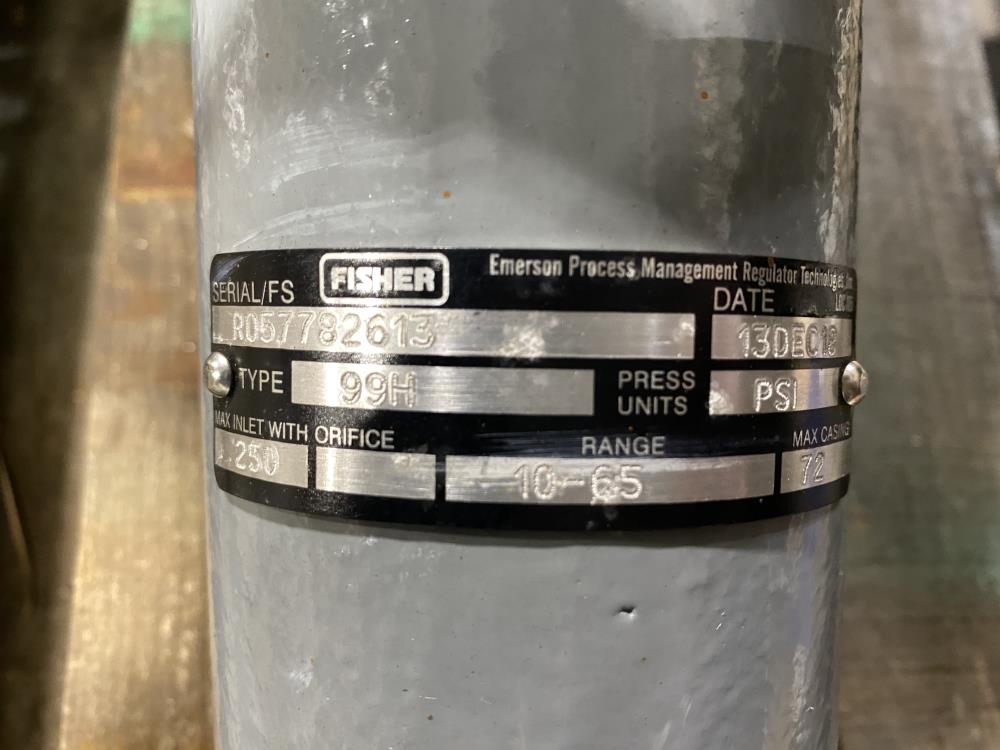 FISHER
Emerson Process Management Regulator Technologies, Inc.
SERIAL/FS
DATE
R057782613
13DEC18
TYPE
99H
PRESS
UNITS
PSI
MAX INLET WITH ORIFICE
RANGE
MAX CASING
250
10-65
72